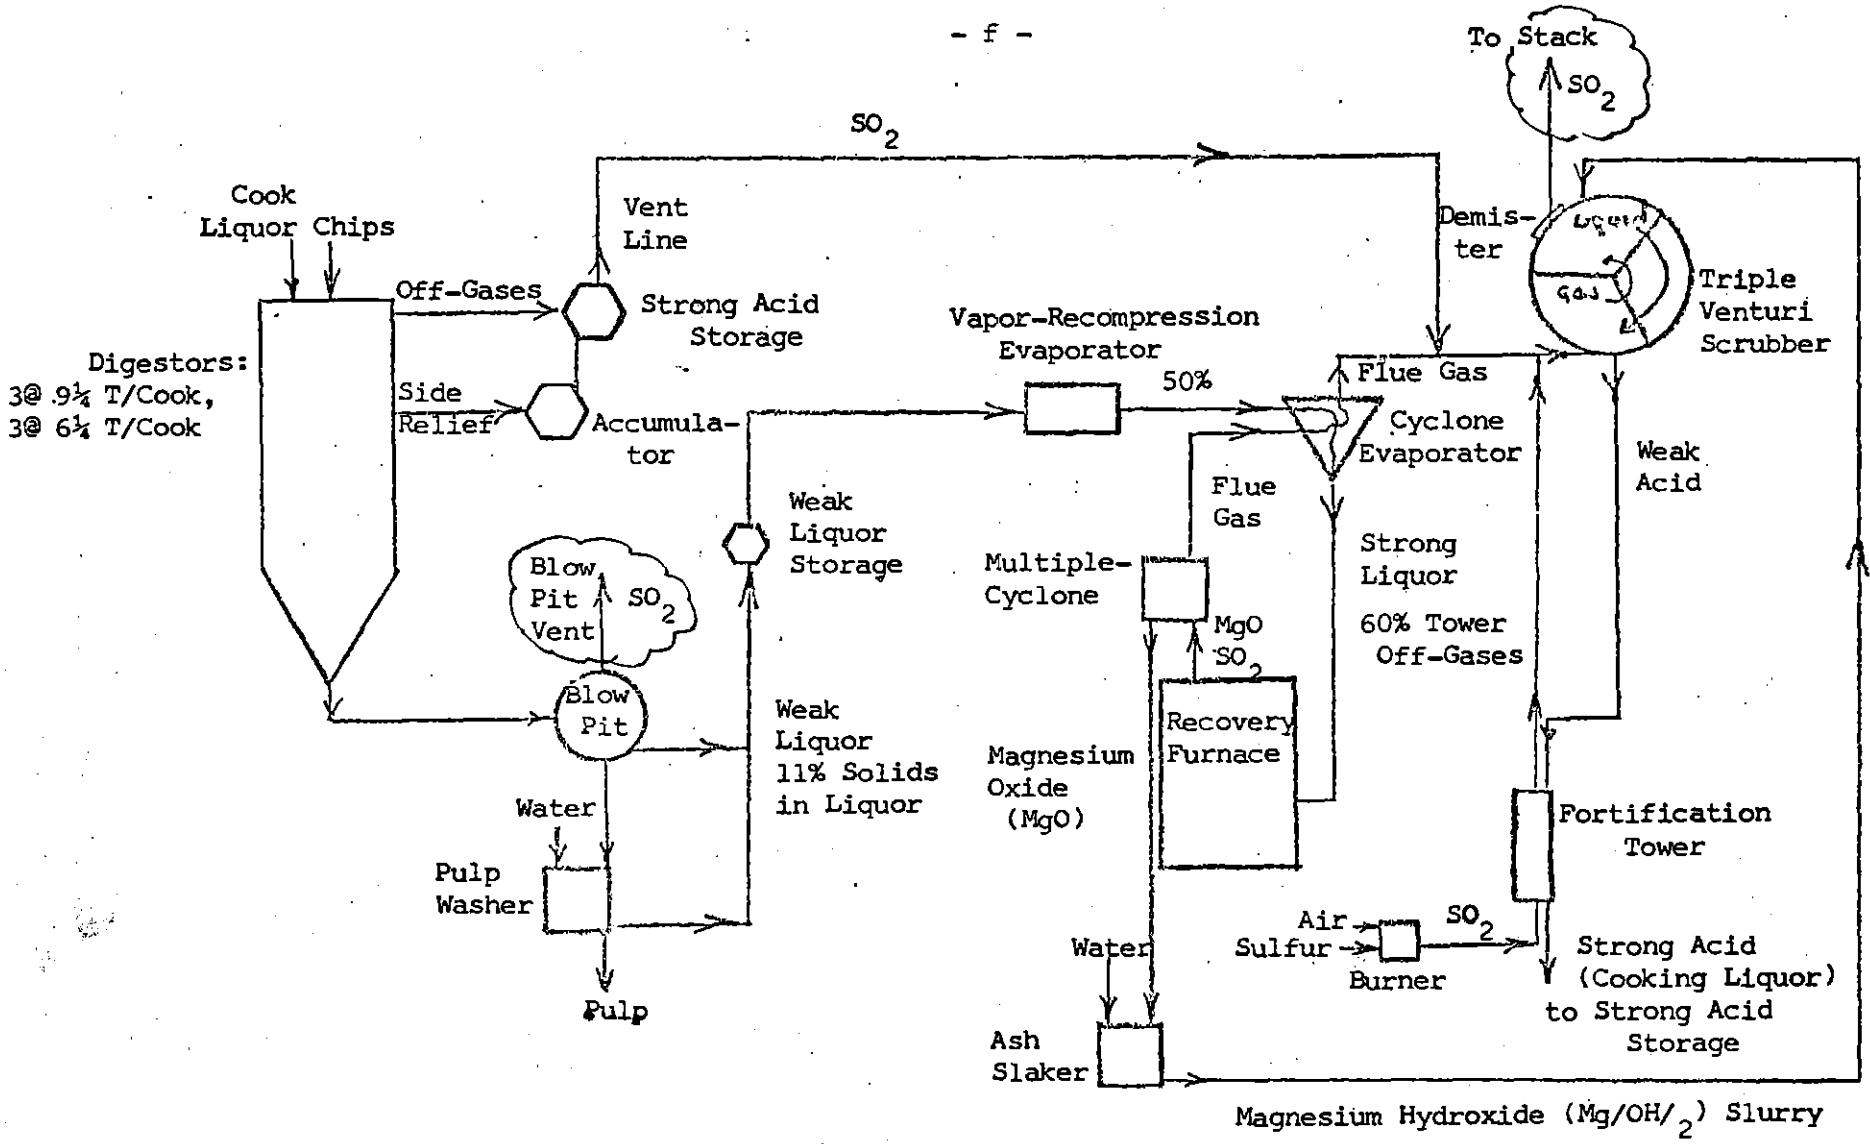 - f -
To Stack
SO2
SO2
Cook
Liquor Chips
Vent
Line
Off-Gases
Strong Acid
Storage
Demis-
ter
Liquid
Gas
Triple
Venturi
Scrubber
Vapor-Recompression
Evaporator
50%
Flue Gas
Digestors:
3@ .9¼ T/Cook,
3@ 6¼ T/Cook
Side
Relief
Accumula-
tor
Cyclone
Evaporator
Weak
Acid
Flue
Gas
Weak
Liquor
Storage
Strong
Liquor
Blow
Pit
Vent
SO2
Multiple-
Cyclone
MgO
SO2
60% Tower
Off-Gases
Blow
Pit
Weak
Liquor
11% Solids
in Liquor
Recovery
Furnace
Magnesium
Oxide
(MgO)
Water
Fortification
Tower
Pulp
Washer
Air
Sulfur
SO2
Burner
Water
Strong Acid
(Cooking Liquor)
to Strong Acid
Storage
Pulp
Ash
Slaker
Magnesium Hydroxide (Mg/OH/2) Slurry